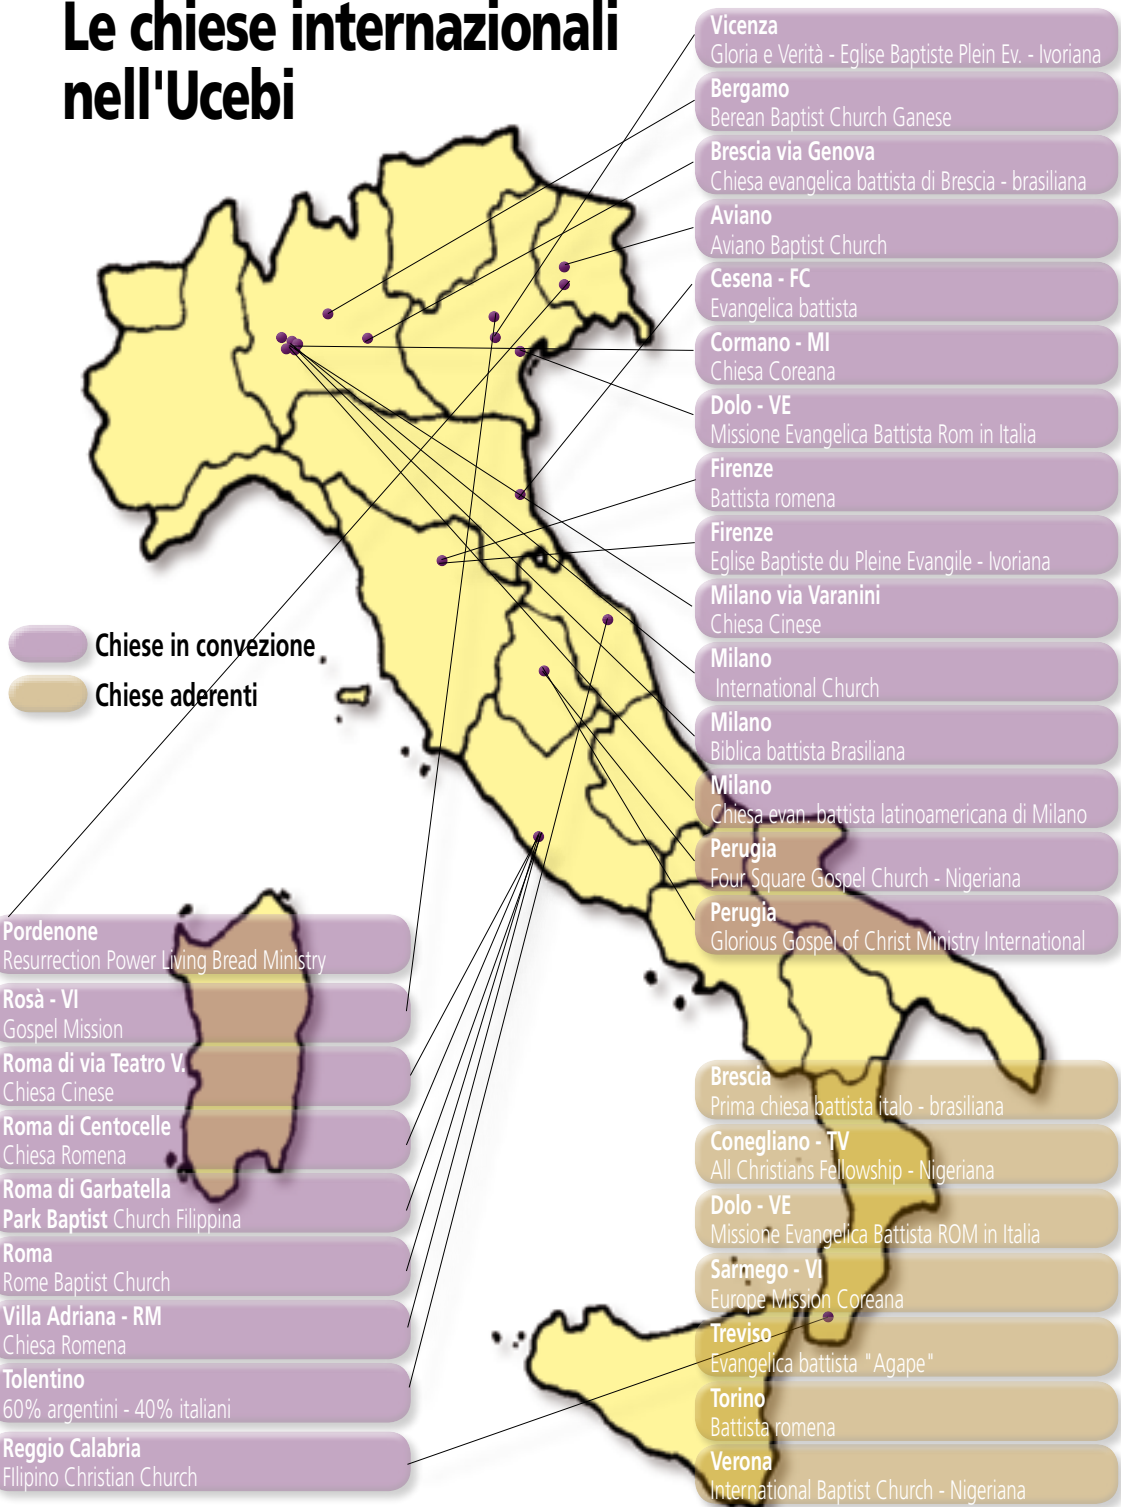 Le chiese internazionali
nell'Ucebi
Vicenza
Gloria e Verità - Eglise Baptiste Plein Ev. - Ivoriana
Bergamo
Berean Baptist Church Ganese
Brescia via Genova
Chiesa evangelica battista di Brescia - brasiliana
Aviano
Aviano Baptist Church
Cesena - FC
Evangelica battista
Cormano - MI
Chiesa Coreana
Dolo - VE
Missione Evangelica Battista Rom in Italia
Firenze
Battista romena
Firenze
Eglise Baptiste du Pleine Evangile - Ivoriana
Milano via Varanini
Chiesa Cinese
Milano
International Church
Milano
Biblica battista Brasiliana
Milano
Chiesa evan. battista latinoamericana di Milano
Perugia
Four Square Gospel Church - Nigeriana
Perugia
Glorious Gospel of Christ Ministry International
Chiese in convezione
Chiese aderenti
Pordenone
Resurrection Power Living Bread Ministry
Rosà - VI
Gospel Mission
Roma di via Teatro V.
Chiesa Cinese
Roma di Centocelle
Chiesa Romena
Roma di Garbatella
Park Baptist Church Filippina
Roma
Rome Baptist Church
Villa Adriana - RM
Chiesa Romena
Tolentino
60% argentini - 40% italiani
Reggio Calabria
FIlipino Christian Church
Brescia
Prima chiesa battista italo - brasiliana
Conegliano - TV
All Christians Fellowship - Nigeriana
Dolo - VE
Missione Evangelica Battista ROM in Italia
Sarmego - VI
Europe Mission Coreana
Treviso
Evangelica battista "Agape"
Torino
Battista romena
Verona
International Baptist Church - Nigeriana